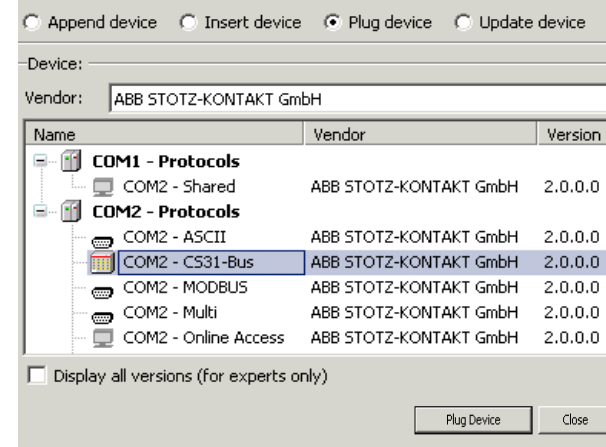 Append device Insert device Plug device Update device
Device:
Vendor: ABB STOTZ-KONTAKT GmbH
Name Vendor Version
COM1 - Protocols
COM2 - Shared ABB STOTZ-KONTAKT GmbH 2.0.0.0
COM2 - Protocols
COM2 - ASCII ABB STOTZ-KONTAKT GmbH 2.0.0.0
COM2 - CS31-Bus ABB STOTZ-KONTAKT GmbH 2.0.0.0
COM2 - MODBUS ABB STOTZ-KONTAKT GmbH 2.0.0.0
COM2 - Multi ABB STOTZ-KONTAKT GmbH 2.0.0.0
COM2 - Online Access ABB STOTZ-KONTAKT GmbH 2.0.0.0
Display all versions (for experts only)
Plug Device Close